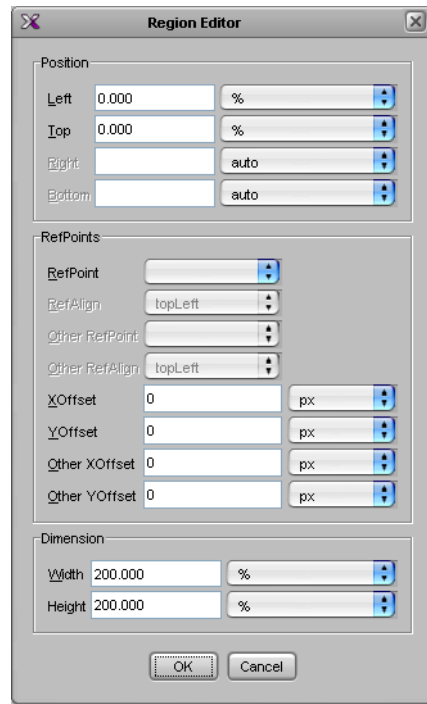 Region Editor
Position
Left 0.000 %
Top 0.000 %
Right auto
Bottom auto
RefPoints
RefPoint
RefAlign topLeft
Other RefPoint
Other RefAlign topLeft
XOffset 0 px
YOffset 0 px
Other XOffset 0 px
Other YOffset 0 px
Dimension
Width 200.000 %
Height 200.000 %
OK Cancel